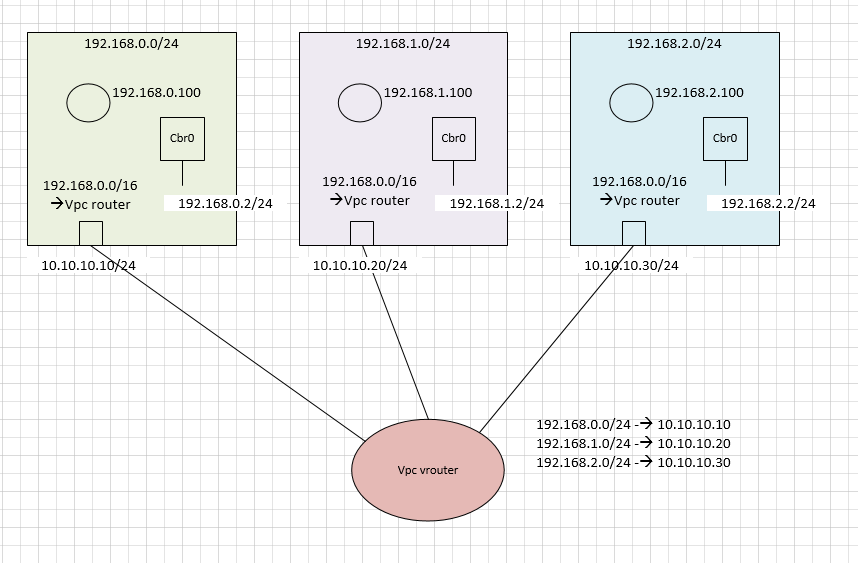 192.168.0.0/24
192.168.0.100
Cbr0
192.168.0.0/16
→Vpc router
192.168.0.2/24
10.10.10.10/24
192.168.1.0/24
192.168.1.100
Cbr0
192.168.0.0/16
→Vpc router
192.168.1.2/24
10.10.10.20/24
192.168.2.0/24
192.168.2.100
Cbr0
192.168.0.0/16
→Vpc router
192.168.2.2/24
10.10.10.30/24
Vpc vrouter
192.168.0.0/24 -→ 10.10.10.10
192.168.1.0/24 -→ 10.10.10.20
192.168.2.0/24 -→ 10.10.10.30